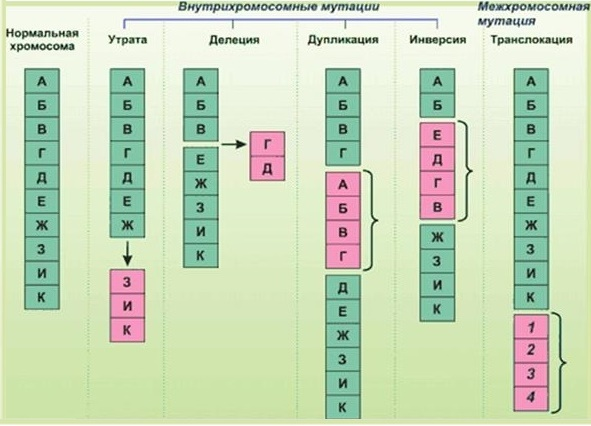 Внутрихромосомные мутации
Межхромосомная
мутация
Нормальная
хромосома
Утрата
Делеция
Дупликация
Инверсия
Транслокация
А
Б
В
Г
Д
Е
Ж
З
И
К
А
Б
В
Г
Д
Е
Ж
З
И
К
А
Б
В
Е
Ж
З
И
К
Г
Д
А
Б
В
Г
А
Б
В
Г
Д
Е
Ж
З
И
К
А
Б
Е
Д
Г
В
Ж
З
И
К
А
Б
В
Г
Д
Е
Ж
З
И
К
1
2
3
4